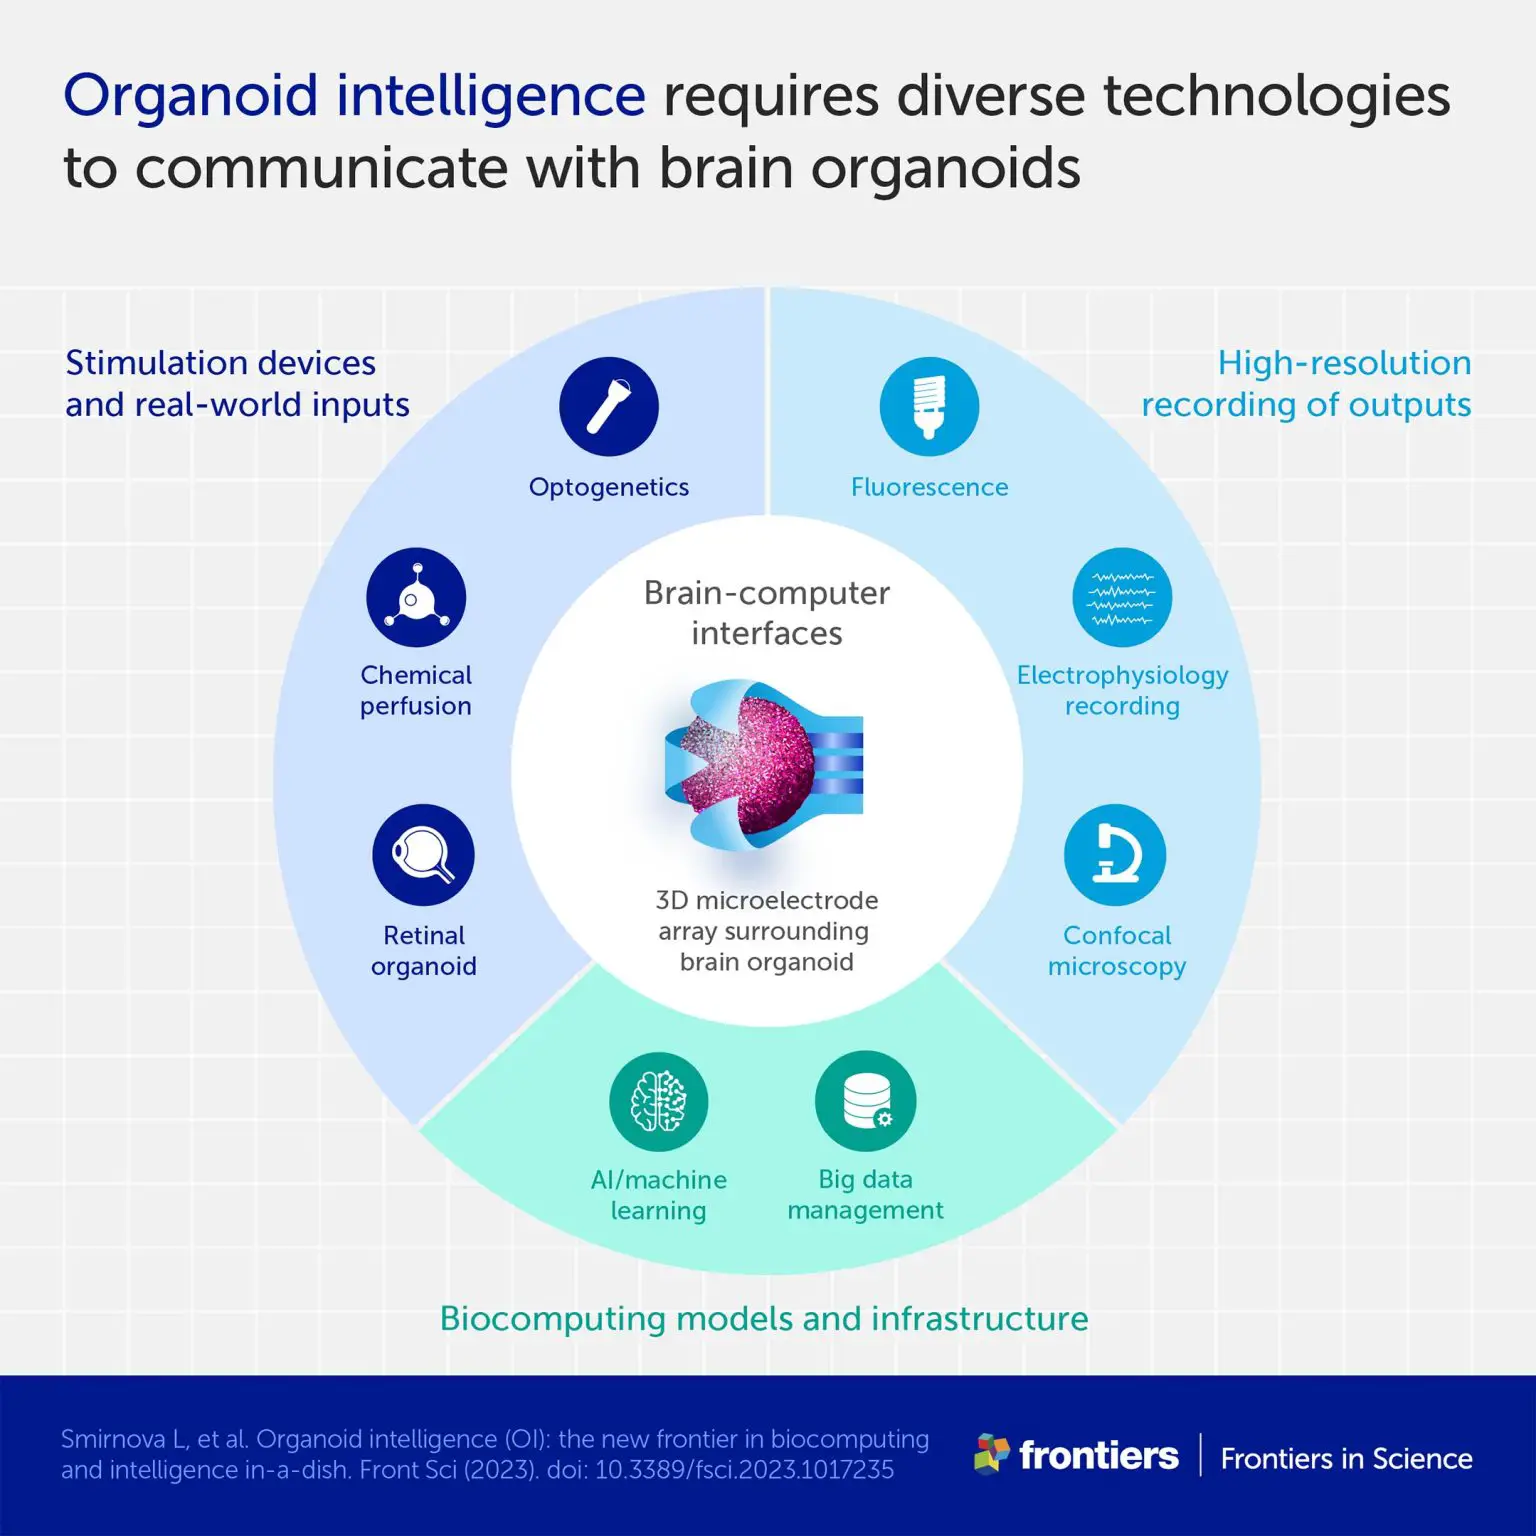 Organoid intelligence requires diverse technologies
to communicate with brain organoids
Stimulation devices
and real-world inputs
High-resolution
recording of outputs
Optogenetics
Fluorescence
Chemical
perfusion
Electrophysiology
recording
Retinal
organoid
Confocal
microscopy
Brain-computer
interfaces
3D microelectrode
array surrounding
brain organoid
AI/machine
learning
Big data
management
Biocomputing models and infrastructure
Smirnova L, et al. Organoid intelligence (OI): the new frontier in biocomputing
and intelligence in-a-dish. Front Sci (2023). doi: 10.3389/fsci.2023.1017235
frontiers
Frontiers in Science